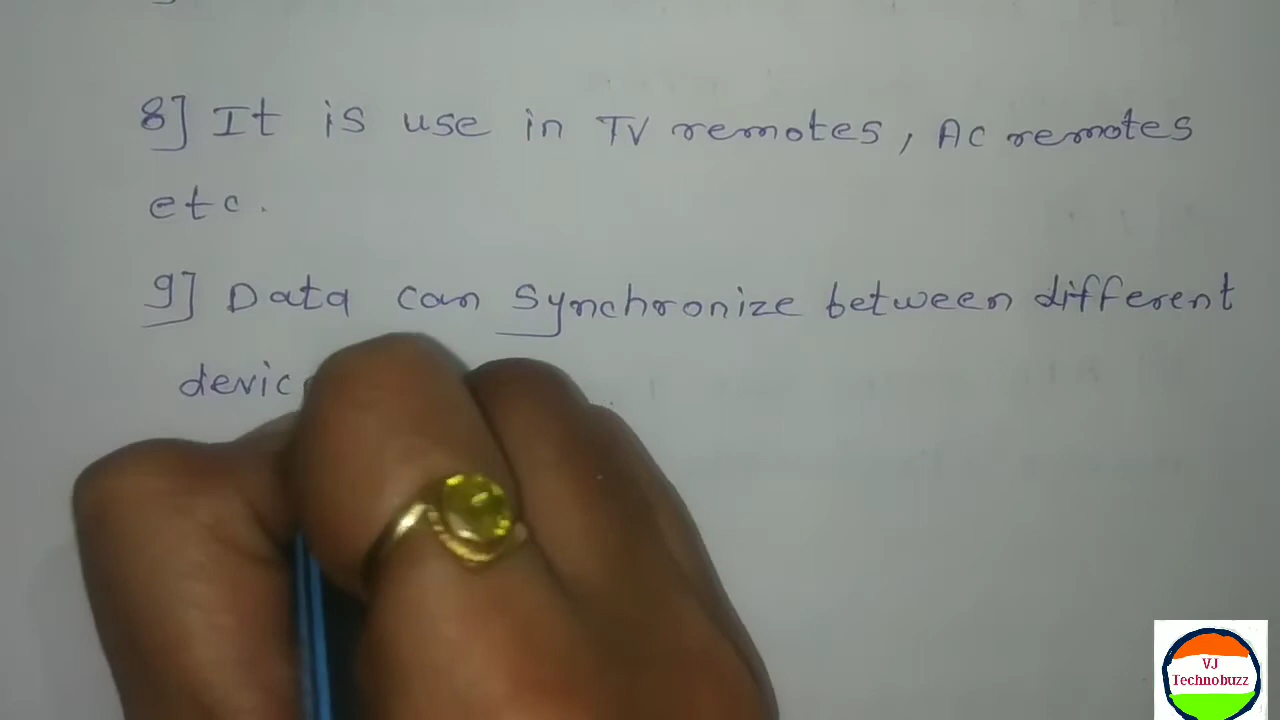 8] It is use in TV remotes, AC remotes
etc.
9] Data can synchronize between different
devic
VJ
Technobuzz